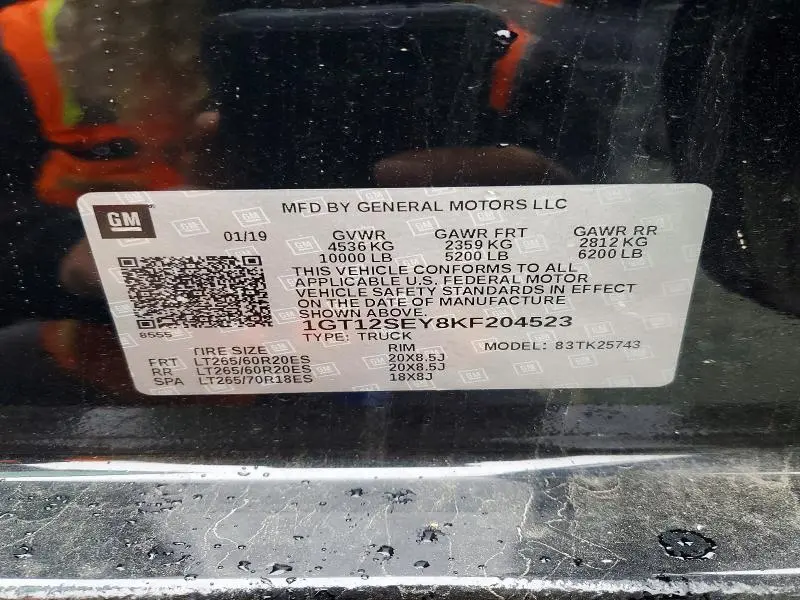 GM
MFD BY GENERAL MOTORS LLC
01/19 GVWR GAWR FRT GAWR RR
4536 KG 2359 KG 2812 KG
10000 LB 5200 LB 6200 LB
THIS VEHICLE CONFORMS TO ALL
APPLICABLE U.S. FEDERAL MOTOR
VEHICLE SAFETY STANDARDS IN EFFECT
ON THE DATE OF MANUFACTURE
SHOWN ABOVE.
8555 1GT12SEY8KF204523
TYPE: TRUCK MODEL: 83TK25743
TIRE SIZE RIM
FRT LT265/60R20ES 20X8.5J
RR LT265/60R20ES 20X8.5J
SPA LT265/70R18ES 18X8J